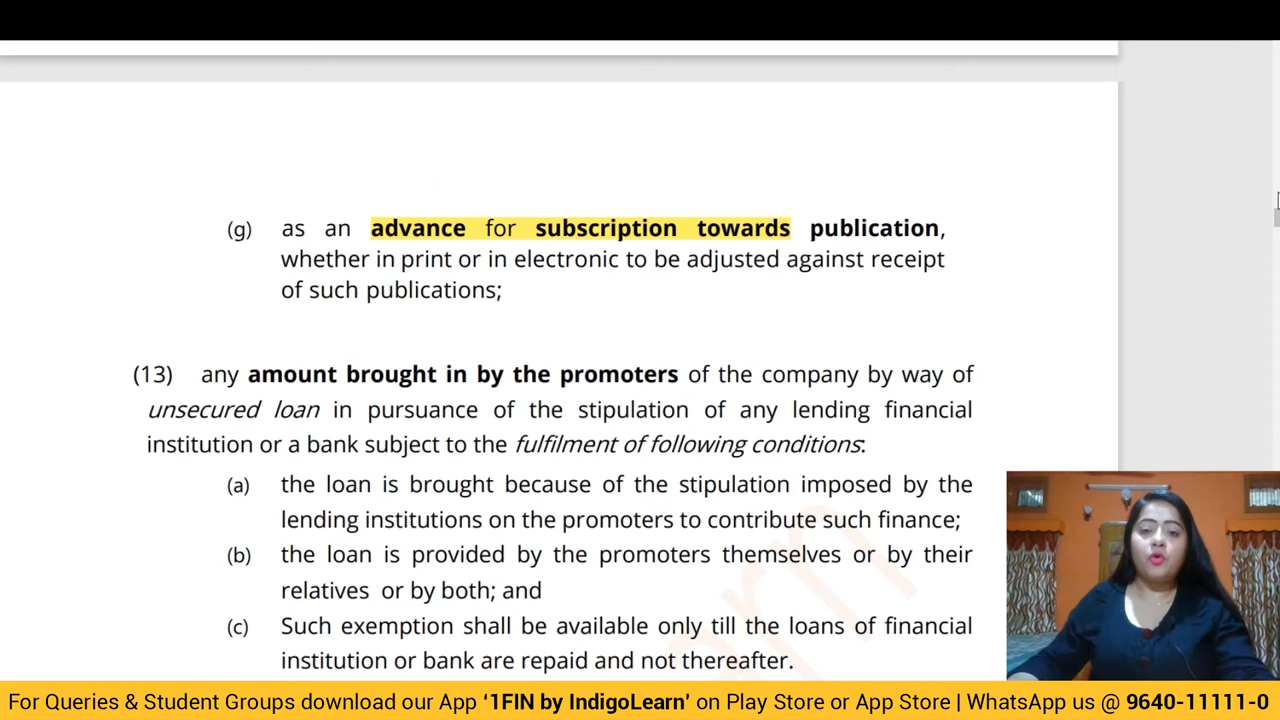 (g) as an advance for subscription towards publication,
whether in print or in electronic to be adjusted against receipt
of such publications;
(13) any amount brought in by the promoters of the company by way of
unsecured loan in pursuance of the stipulation of any lending financial
institution or a bank subject to the fulfilment of following conditions:
(a) the loan is brought because of the stipulation imposed by the
lending institutions on the promoters to contribute such finance;
(b) the loan is provided by the promoters themselves or by their
relatives or by both; and
(c) Such exemption shall be available only till the loans of financial
institution or bank are repaid and not thereafter.
For Queries & Student Groups download our App ‘1FIN by IndigoLearn’ on Play Store or App Store | WhatsApp us @ 9640-11111-0